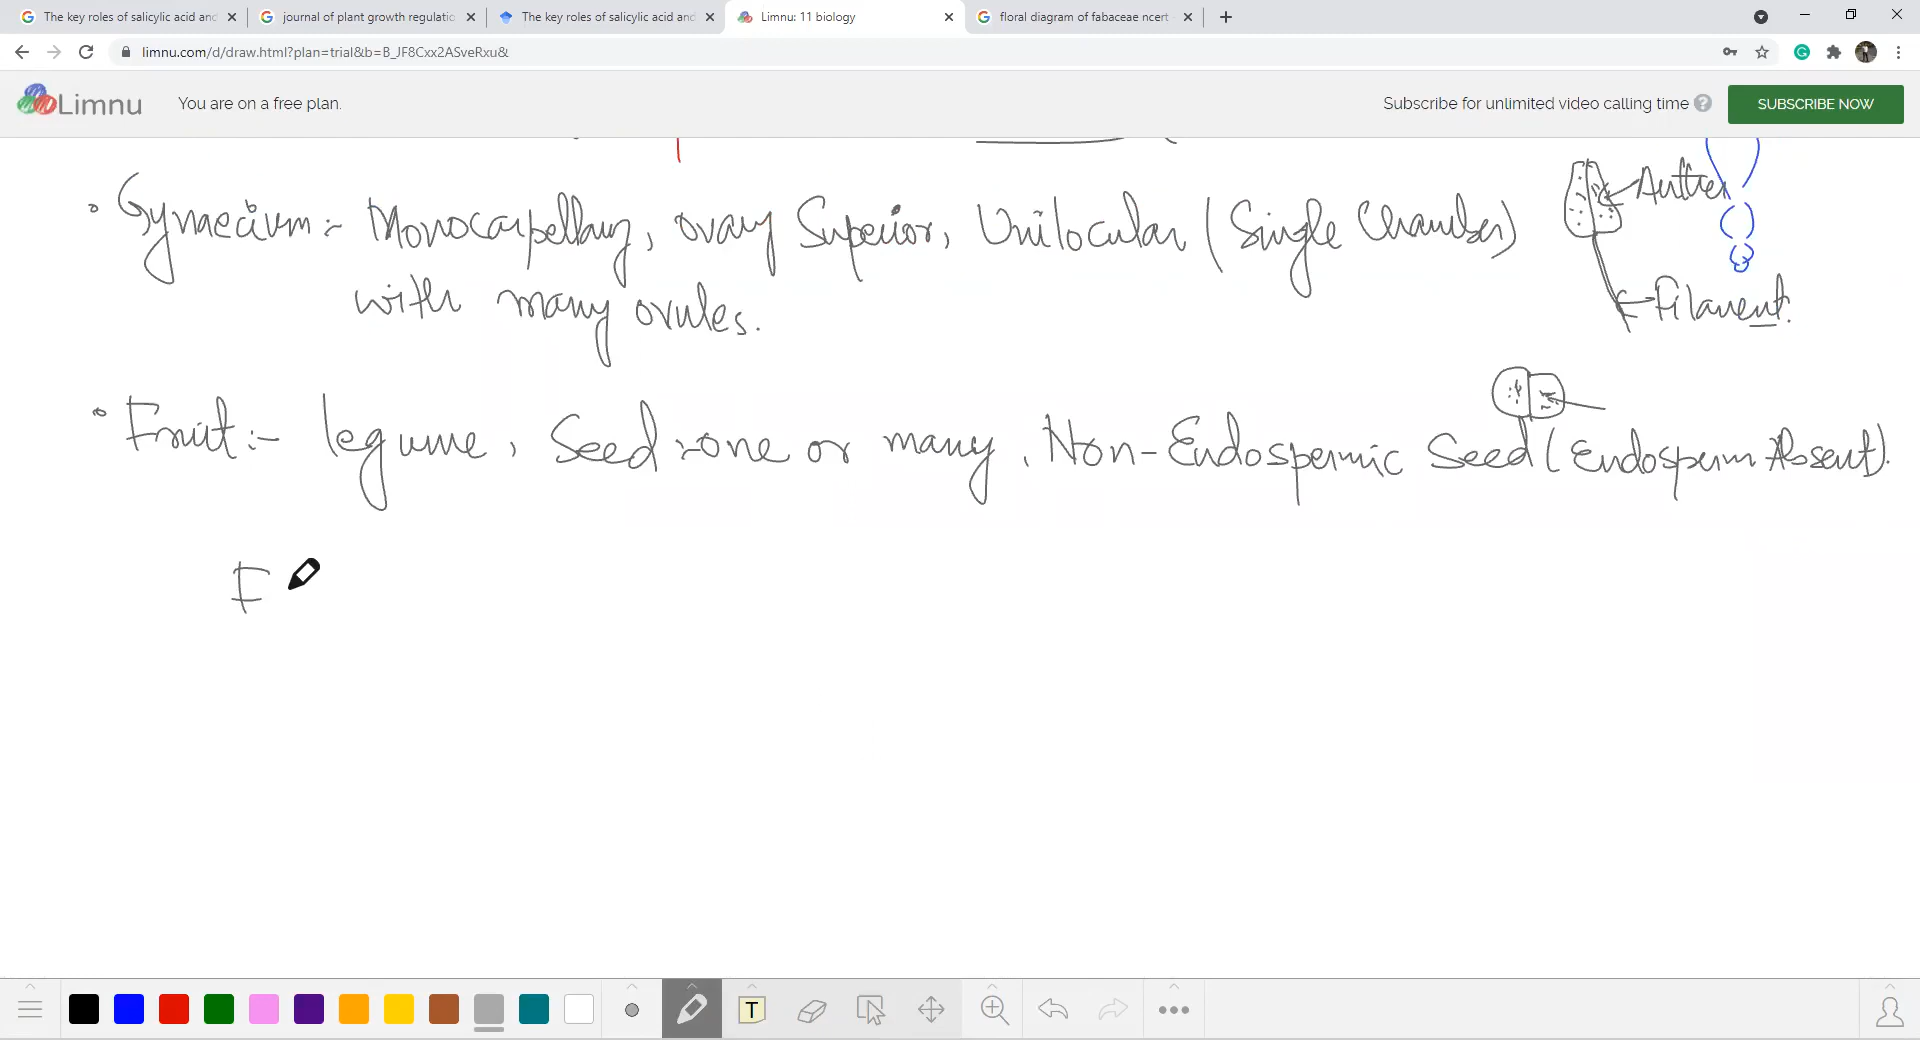 The key roles of salicylic acid and
journal of plant growth regulatio
The key roles of salicylic acid and
Limnu: 11 biology
floral diagram of fabaceae ncert
limnu.com/d/draw.html?plan=trial&b=B_JF8Cxx2ASveRxu&
Limnu
You are on a free plan.
Subscribe for unlimited video calling time
SUBSCRIBE NOW
Anther
Gynaecium:- Monocarpellary, ovary Superior, Unilocular (Single Chamber)
with many ovules.
Filament.
Fruit:- legume, Seed:-one or many, Non-Endospermic Seed (Endosperm Absent).
F
T